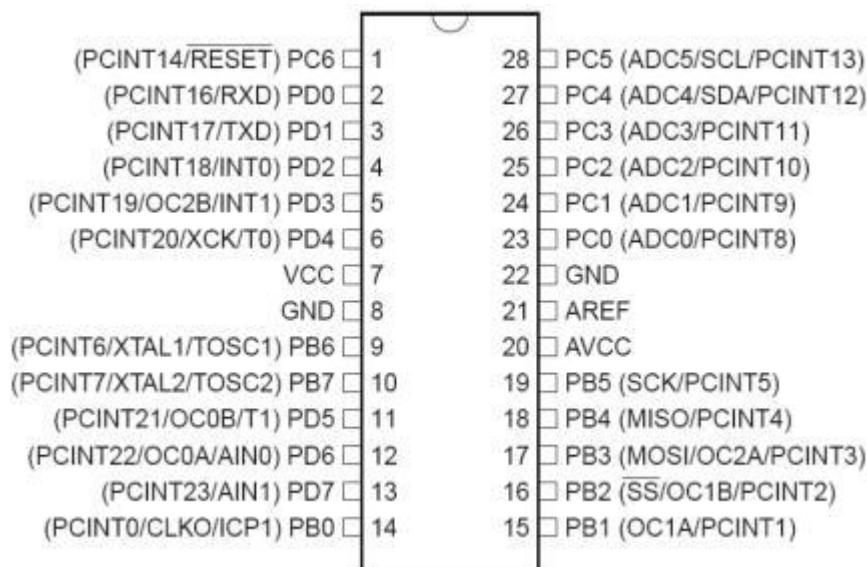 (PCINT14/RESET) PC6 1 28 PC5 (ADC5/SCL/PCINT13)
(PCINT16/RXD) PD0 2 27 PC4 (ADC4/SDA/PCINT12)
(PCINT17/TXD) PD1 3 26 PC3 (ADC3/PCINT11)
(PCINT18/INT0) PD2 4 25 PC2 (ADC2/PCINT10)
(PCINT19/OC2B/INT1) PD3 5 24 PC1 (ADC1/PCINT9)
(PCINT20/XCK/T0) PD4 6 23 PC0 (ADC0/PCINT8)
VCC 7 22 GND
GND 8 21 AREF
(PCINT6/XTAL1/TOSC1) PB6 9 20 AVCC
(PCINT7/XTAL2/TOSC2) PB7 10 19 PB5 (SCK/PCINT5)
(PCINT21/OC0B/T1) PD5 11 18 PB4 (MISO/PCINT4)
(PCINT22/OC0A/AIN0) PD6 12 17 PB3 (MOSI/OC2A/PCINT3)
(PCINT23/AIN1) PD7 13 16 PB2 (SS/OC1B/PCINT2)
(PCINT0/CLKO/ICP1) PB0 14 15 PB1 (OC1A/PCINT1)